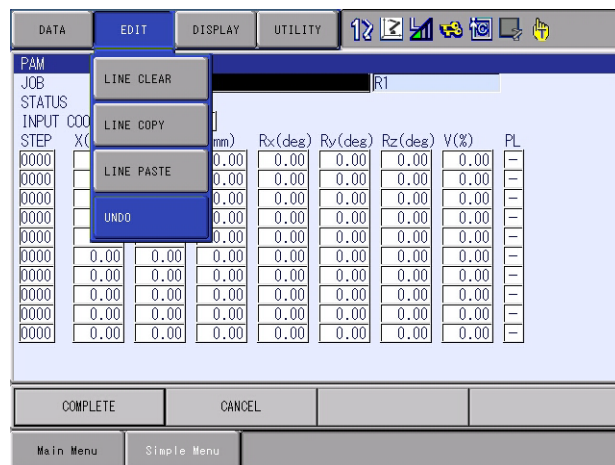 DATA EDIT DISPLAY UTILITY
PAM
JOB R1
STATUS
INPUT
STEP X( mm) Rx(deg) Ry(deg) Rz(deg) V(%) PL
LINE CLEAR
LINE COPY
LINE PASTE
UNDO
0000 0.00 0.00 0.00 0.00 0.00 -
0000 0.00 0.00 0.00 0.00 0.00 -
0000 0.00 0.00 0.00 0.00 0.00 -
0000 0.00 0.00 0.00 0.00 0.00 -
0000 0.00 0.00 0.00 0.00 0.00 -
0000 0.00 0.00 0.00 0.00 0.00 0.00 0.00 -
0000 0.00 0.00 0.00 0.00 0.00 0.00 0.00 -
0000 0.00 0.00 0.00 0.00 0.00 0.00 0.00 -
0000 0.00 0.00 0.00 0.00 0.00 0.00 0.00 -
0000 0.00 0.00 0.00 0.00 0.00 0.00 0.00 -
COMPLETE CANCEL
Main Menu Simple Menu